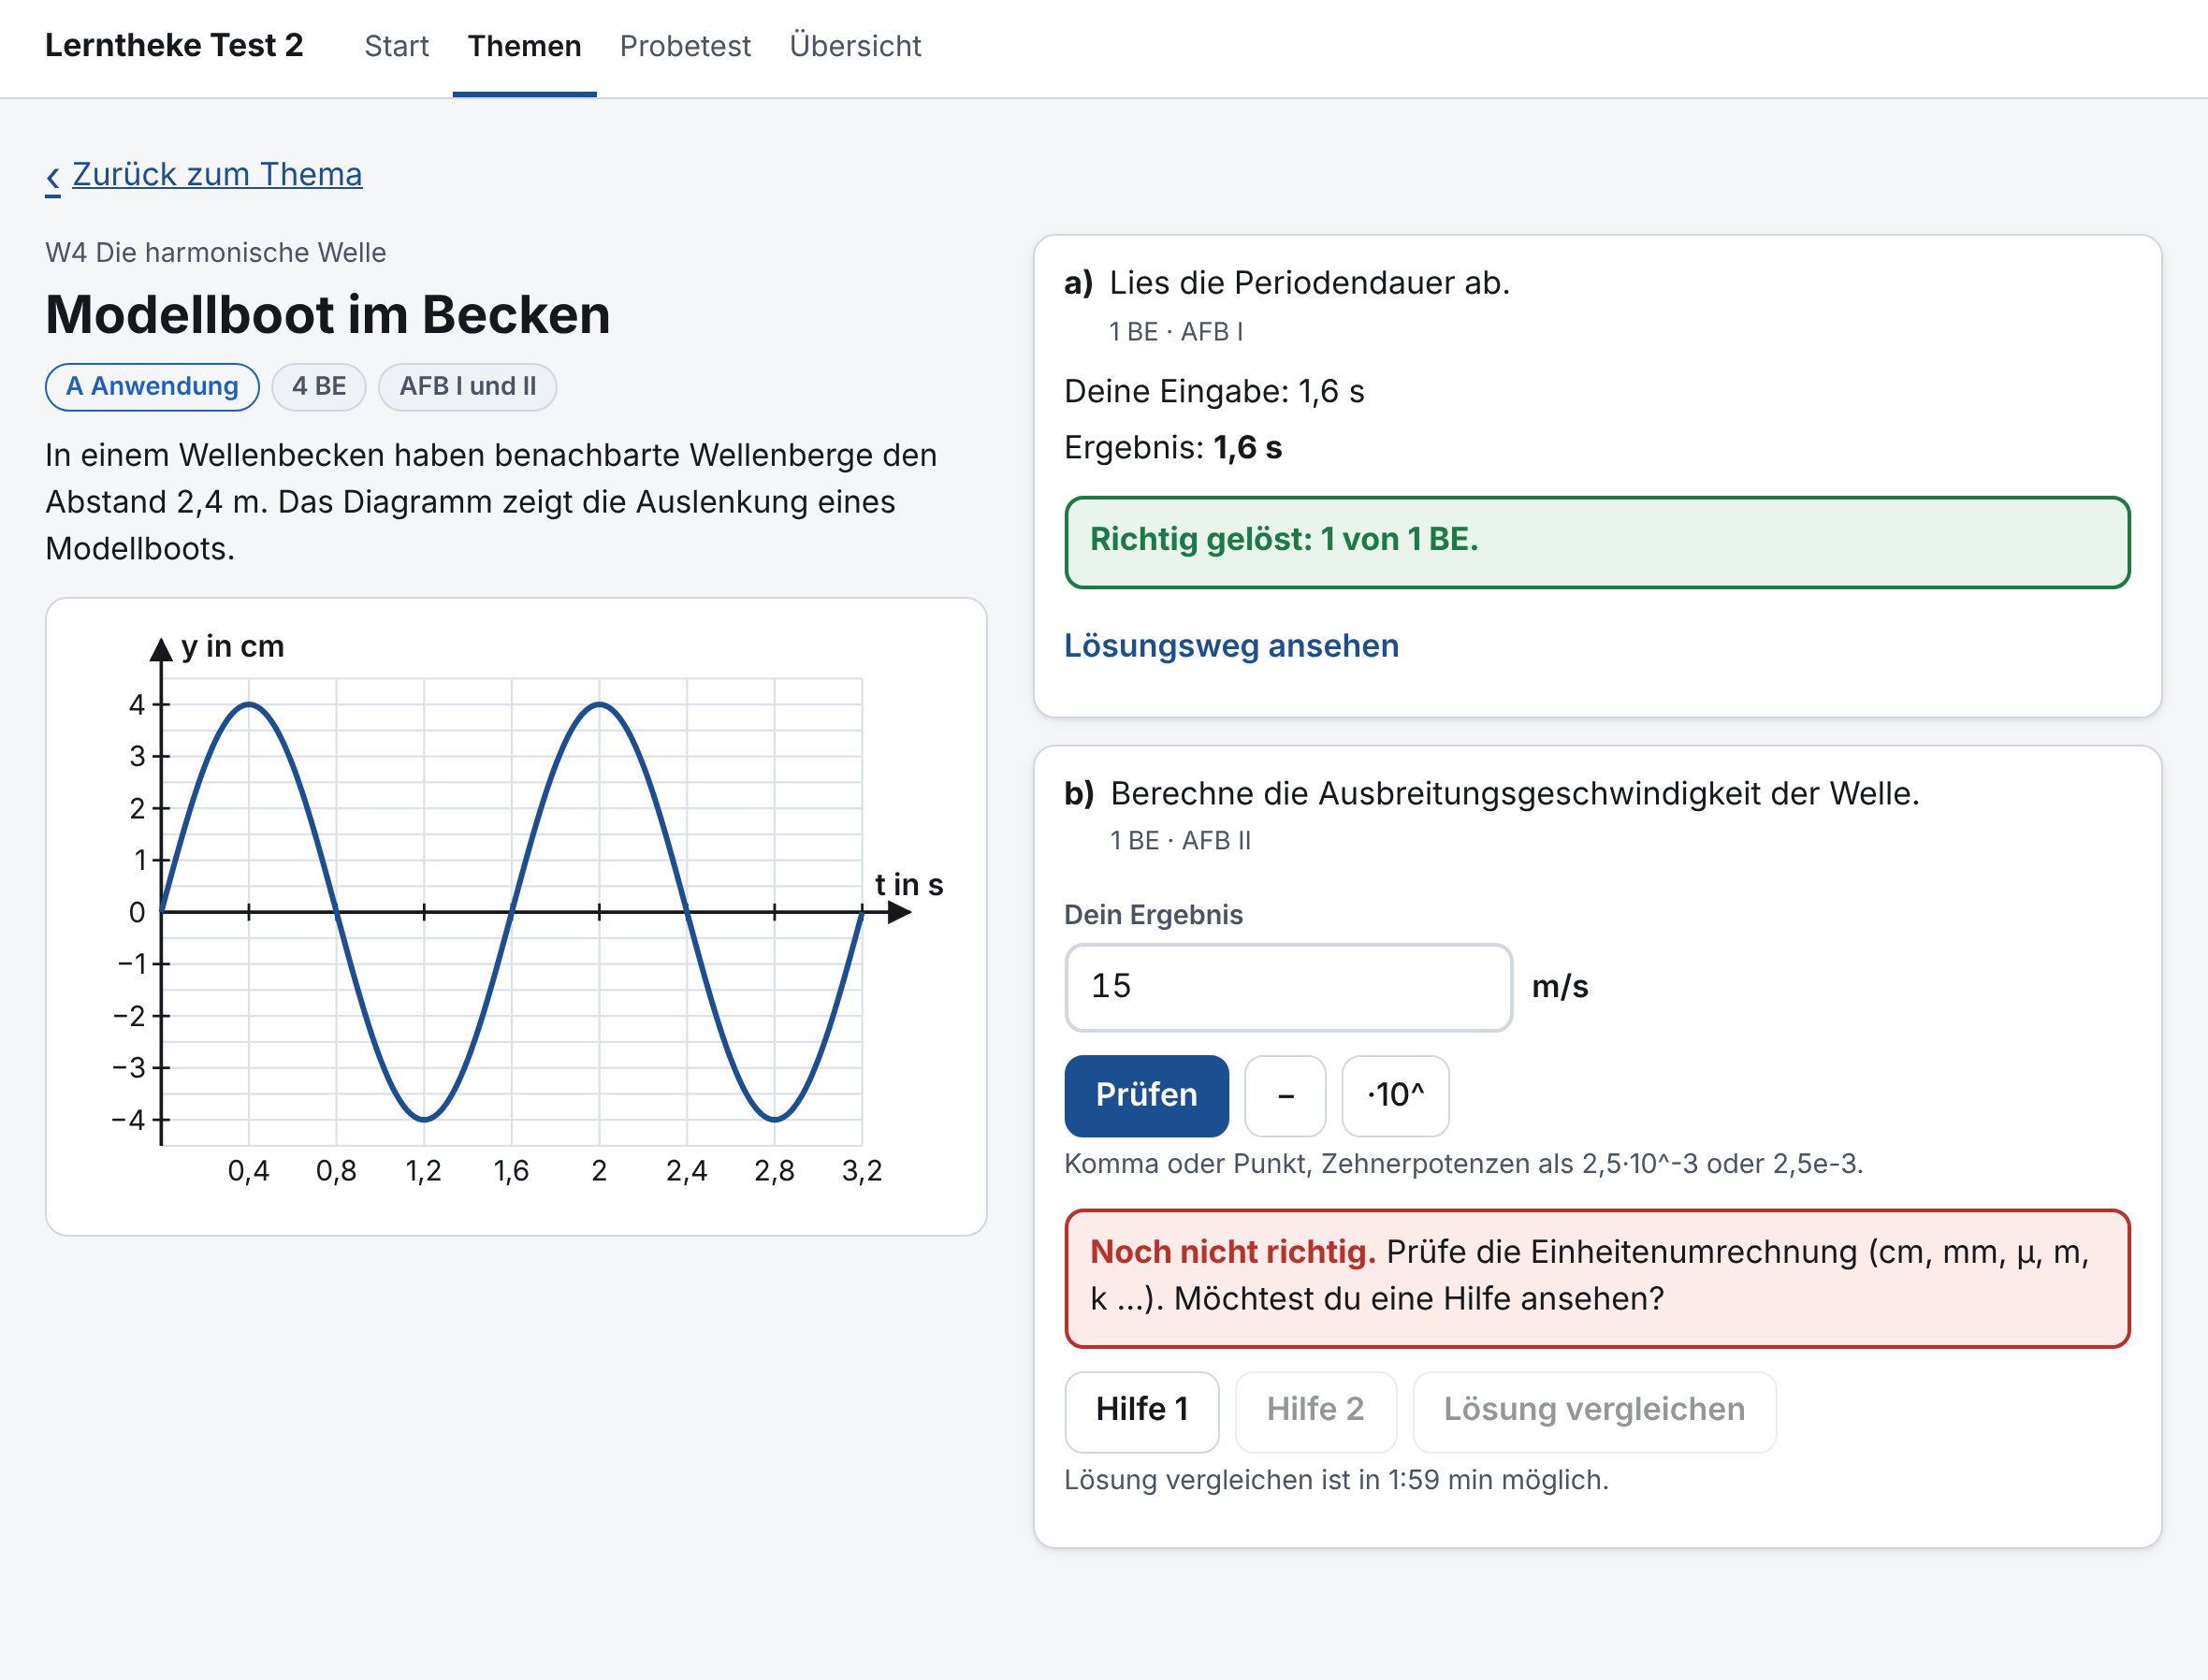 Lerntheke Test 2 Start Themen Probetest Übersicht
‹ Zurück zum Thema
W4 Die harmonische Welle
Modellboot im Becken
A Anwendung 4 BE AFB I und II
In einem Wellenbecken haben benachbarte Wellenberge den
Abstand 2,4 m. Das Diagramm zeigt die Auslenkung eines
Modellboots.
y in cm
4
3
2
1
0
−1
−2
−3
−4
t in s
0,4 0,8 1,2 1,6 2 2,4 2,8 3,2
a) Lies die Periodendauer ab.
1 BE · AFB I
Deine Eingabe: 1,6 s
Ergebnis: 1,6 s
Richtig gelöst: 1 von 1 BE.
Lösungsweg ansehen
b) Berechne die Ausbreitungsgeschwindigkeit der Welle.
1 BE · AFB II
Dein Ergebnis
15 m/s
Prüfen − ·10^
Komma oder Punkt, Zehnerpotenzen als 2,5·10^-3 oder 2,5e-3.
Noch nicht richtig. Prüfe die Einheitenumrechnung (cm, mm, µ, m,
k ...). Möchtest du eine Hilfe ansehen?
Hilfe 1 Hilfe 2 Lösung vergleichen
Lösung vergleichen ist in 1:59 min möglich.